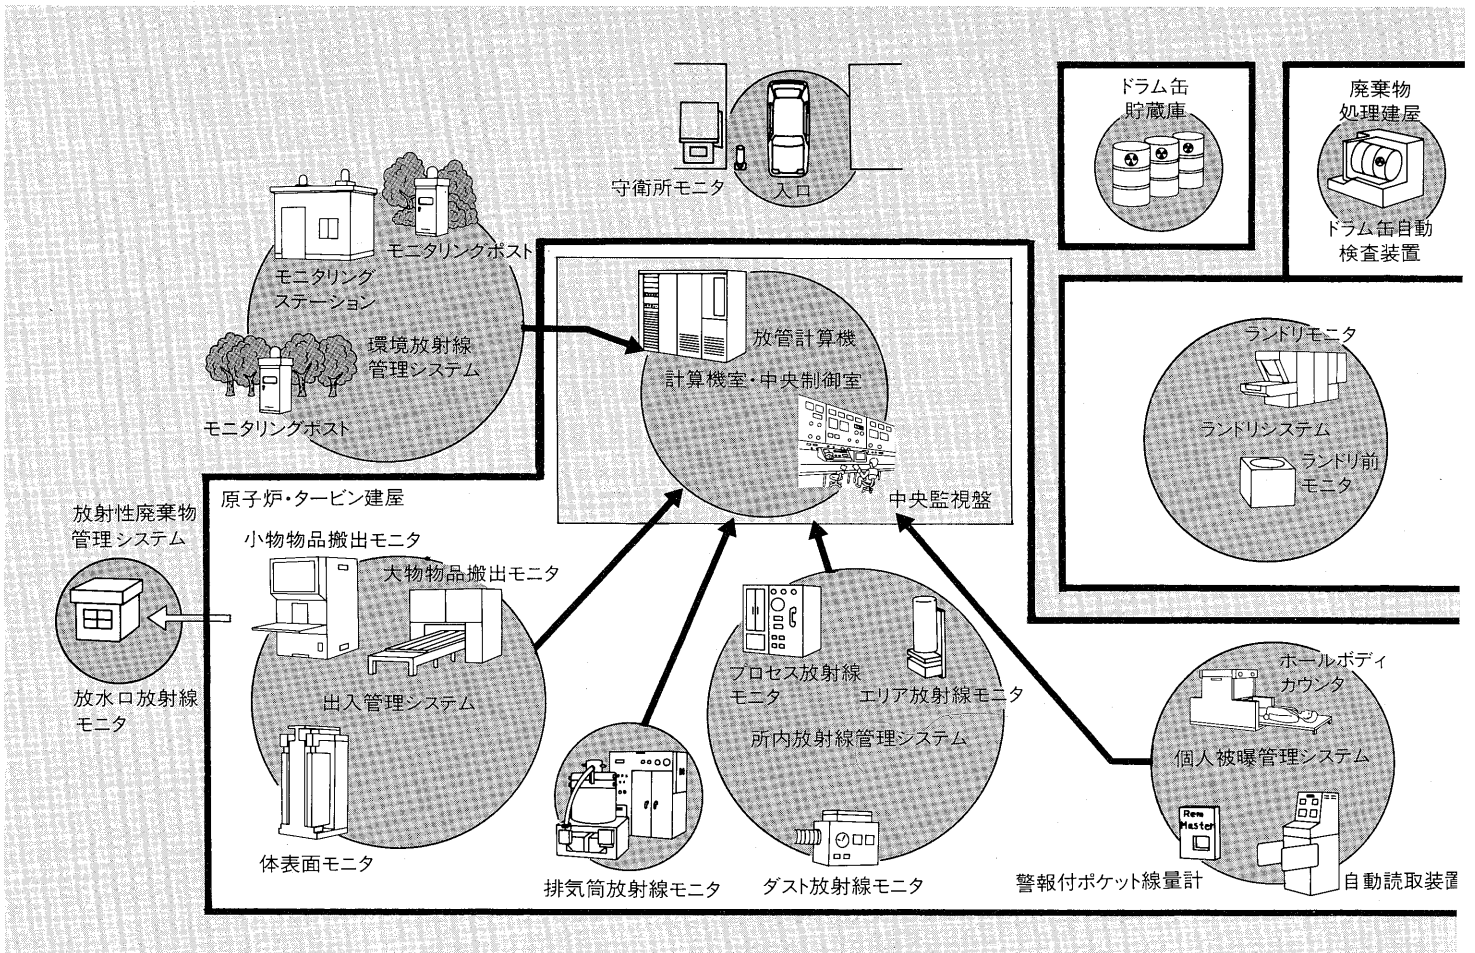 ドラム缶
貯蔵庫
廃棄物
処理建屋
守衛所モニタ
入口
ドラム缶自動
検査装置
モニタリングポスト
モニタリング
ステーション
環境放射線
管理システム
モニタリングポスト
放管計算機
計算機室・中央制御室
中央監視盤
ランドリモニタ
ランドリシステム
ランドリ前
モニタ
原子炉・タービン建屋
放射性廃棄物
管理システム
放水口放射線
モニタ
小物物品搬出モニタ
大物物品搬出モニタ
出入管理システム
体表面モニタ
排気筒放射線モニタ
プロセス放射線
モニタ
エリア放射線モニタ
所内放射線管理システム
ダスト放射線モニタ
ホールボディ
カウンタ
個人被曝管理システム
Rem
Master
警報付ポケット線量計
自動読取装置